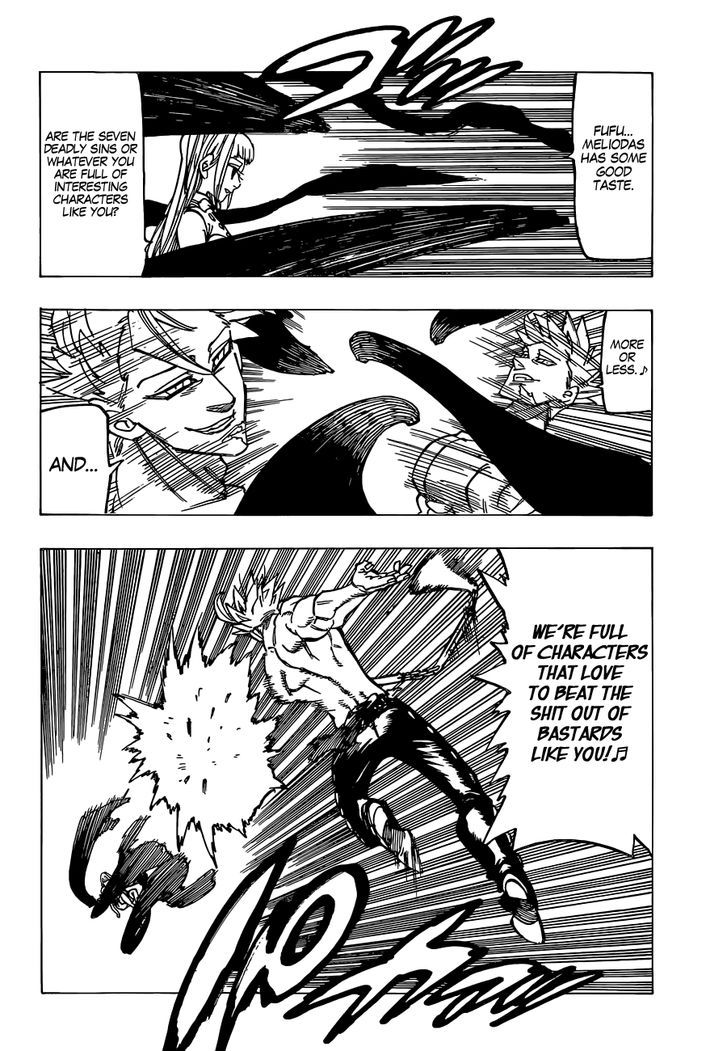 FUFU...
MELIODAS
HAS SOME
GOOD
TASTE.
ARE THE SEVEN
DEADLY SINS OR
WHATEVER YOU
ARE FULL OF
INTERESTING
CHARACTERS
LIKE YOU?
MORE
OR
LESS.♪
AND...
WE'RE FULL
OF CHARACTERS
THAT LOVE
TO BEAT THE
SHIT OUT OF
BASTARDS
LIKE YOU!♬